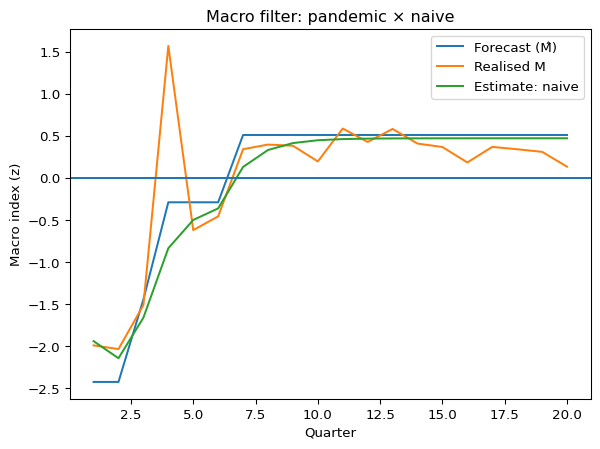 Macro filter: pandemic × naive
Forecast (M̂)
Realised M
Estimate: naive
Macro index (z)
1.5
1.0
0.5
0.0
−0.5
−1.0
−1.5
−2.0
−2.5
2.5 5.0 7.5 10.0 12.5 15.0 17.5 20.0
Quarter